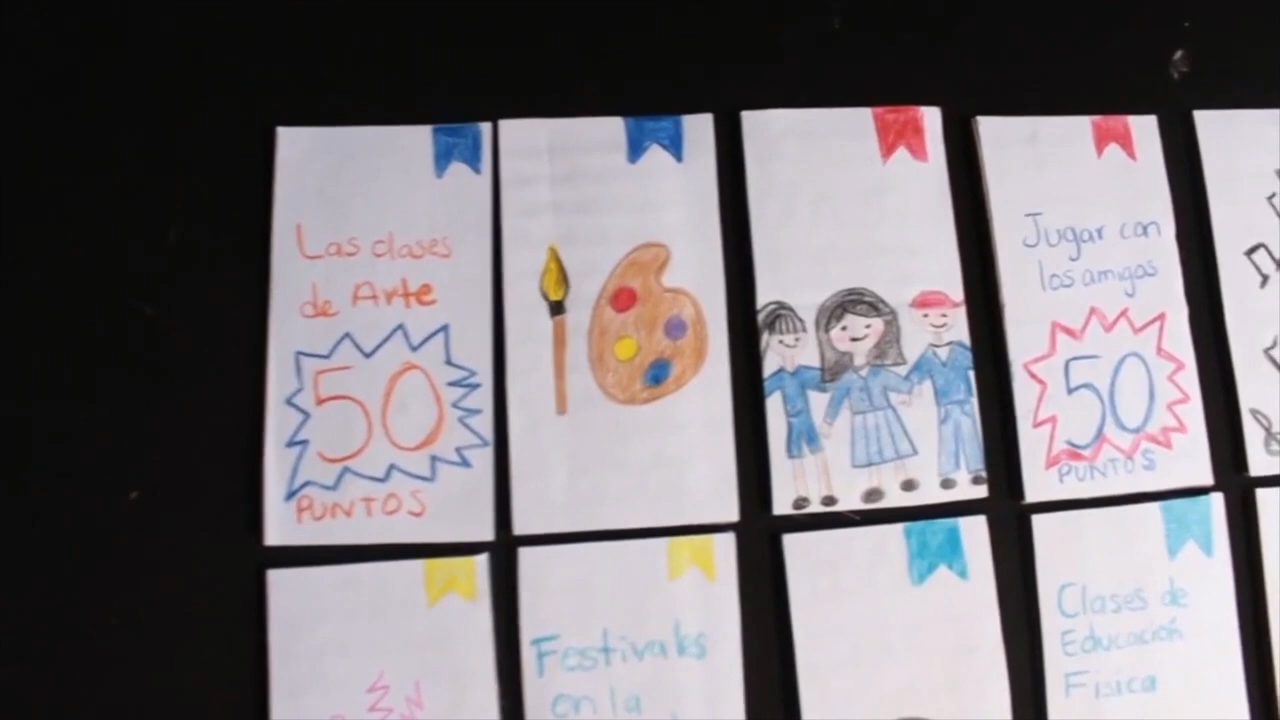 Las clases
de Arte
50
PUNTOS
Jugar con
los amigos
50
PUNTOS
Festivales
en la
Clases de
Educación
Física